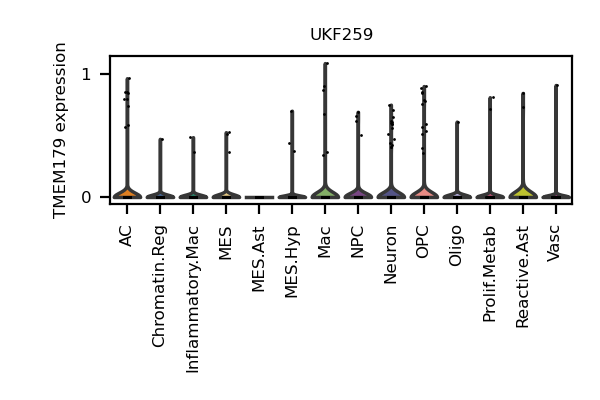 UKF259
TMEM179 expression
1
0
AC
Chromatin.Reg
Inflammatory.Mac
MES
MES.Ast
MES.Hyp
Mac
NPC
Neuron
OPC
Oligo
Prolif.Metab
Reactive.Ast
Vasc